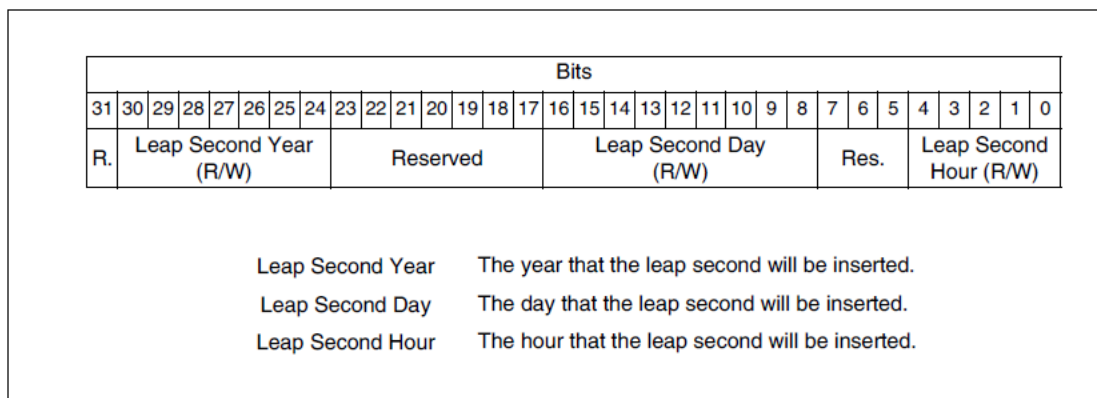 Bits
31 30 29 28 27 26 25 24 23 22 21 20 19 18 17 16 15 14 13 12 11 10 9 8 7 6 5 4 3 2 1 0
R. Leap Second Year (R/W) Reserved Leap Second Day (R/W) Res. Leap Second Hour (R/W)
Leap Second Year The year that the leap second will be inserted.
Leap Second Day The day that the leap second will be inserted.
Leap Second Hour The hour that the leap second will be inserted.